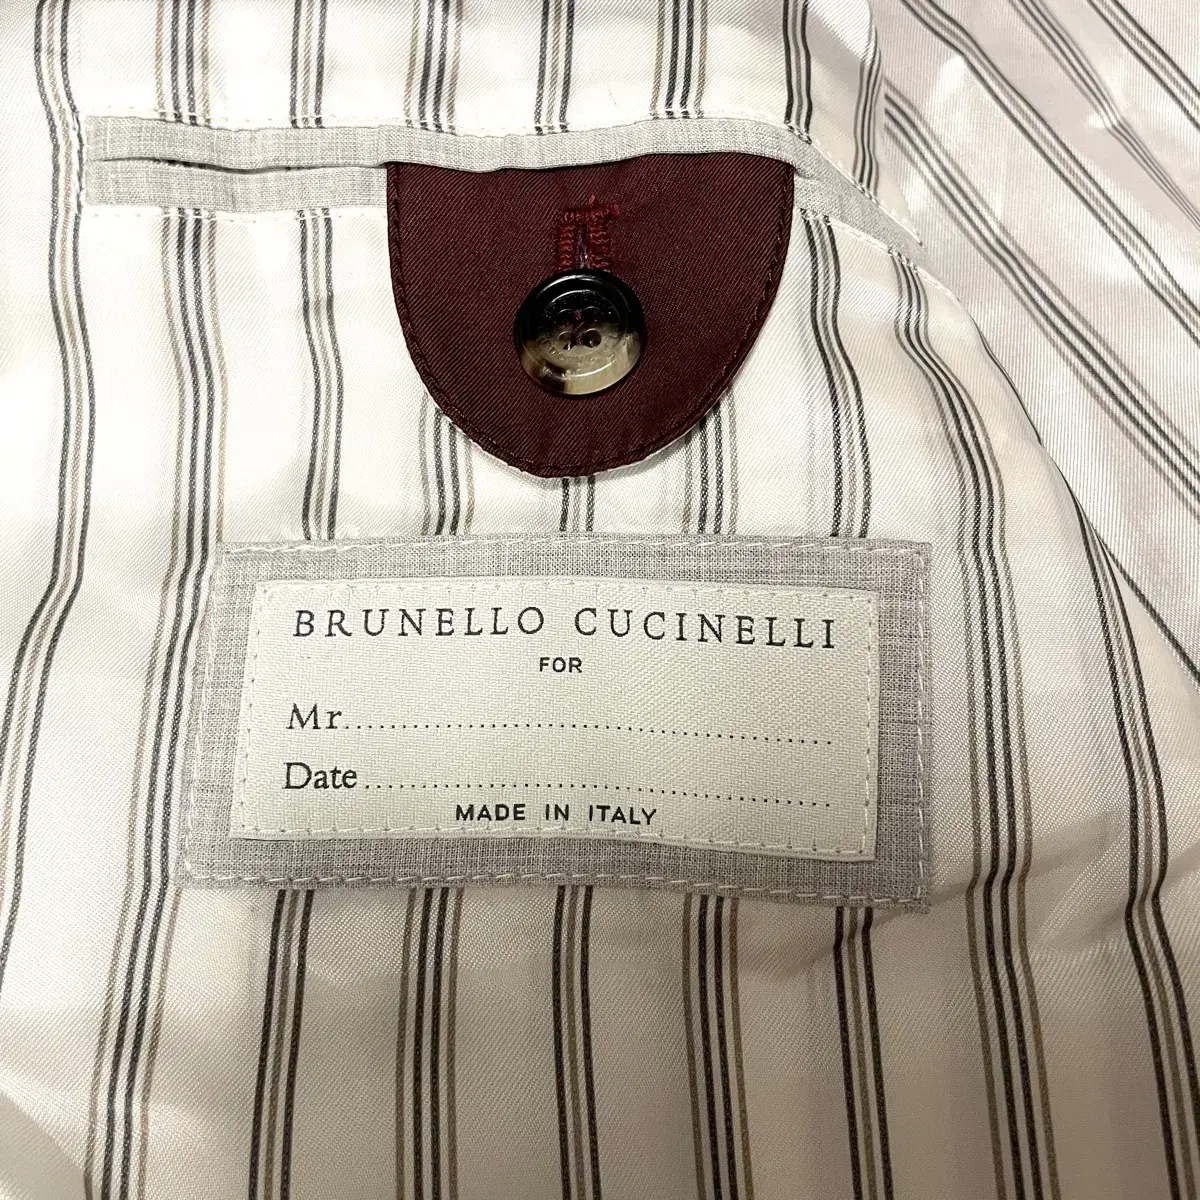 BRUNELLO CUCINELLI
FOR
Mr........................................
Date........................................
MADE IN ITALY